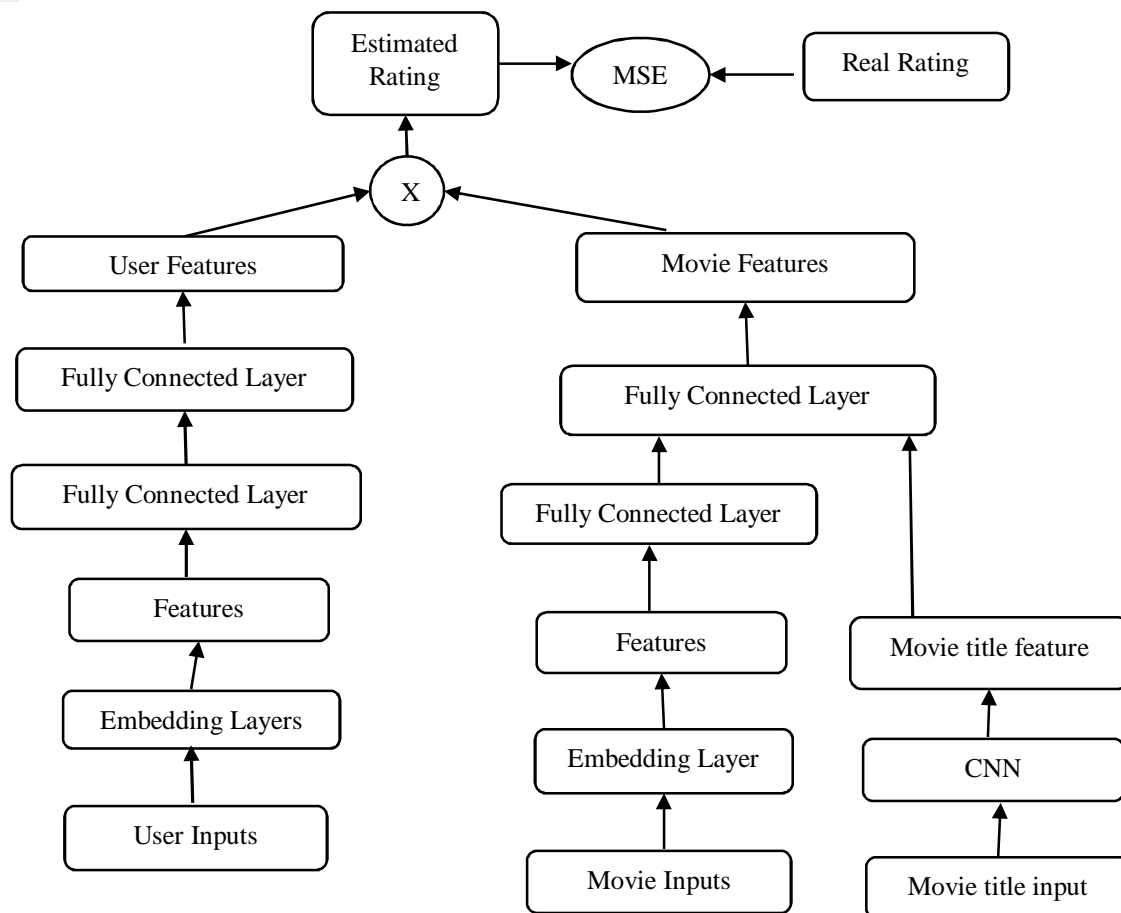 Estimated
Rating
MSE
Real Rating
X
User Features
Movie Features
Fully Connected Layer
Fully Connected Layer
Fully Connected Layer
Fully Connected Layer
Features
Features
Movie title feature
Embedding Layers
Embedding Layer
CNN
User Inputs
Movie Inputs
Movie title input